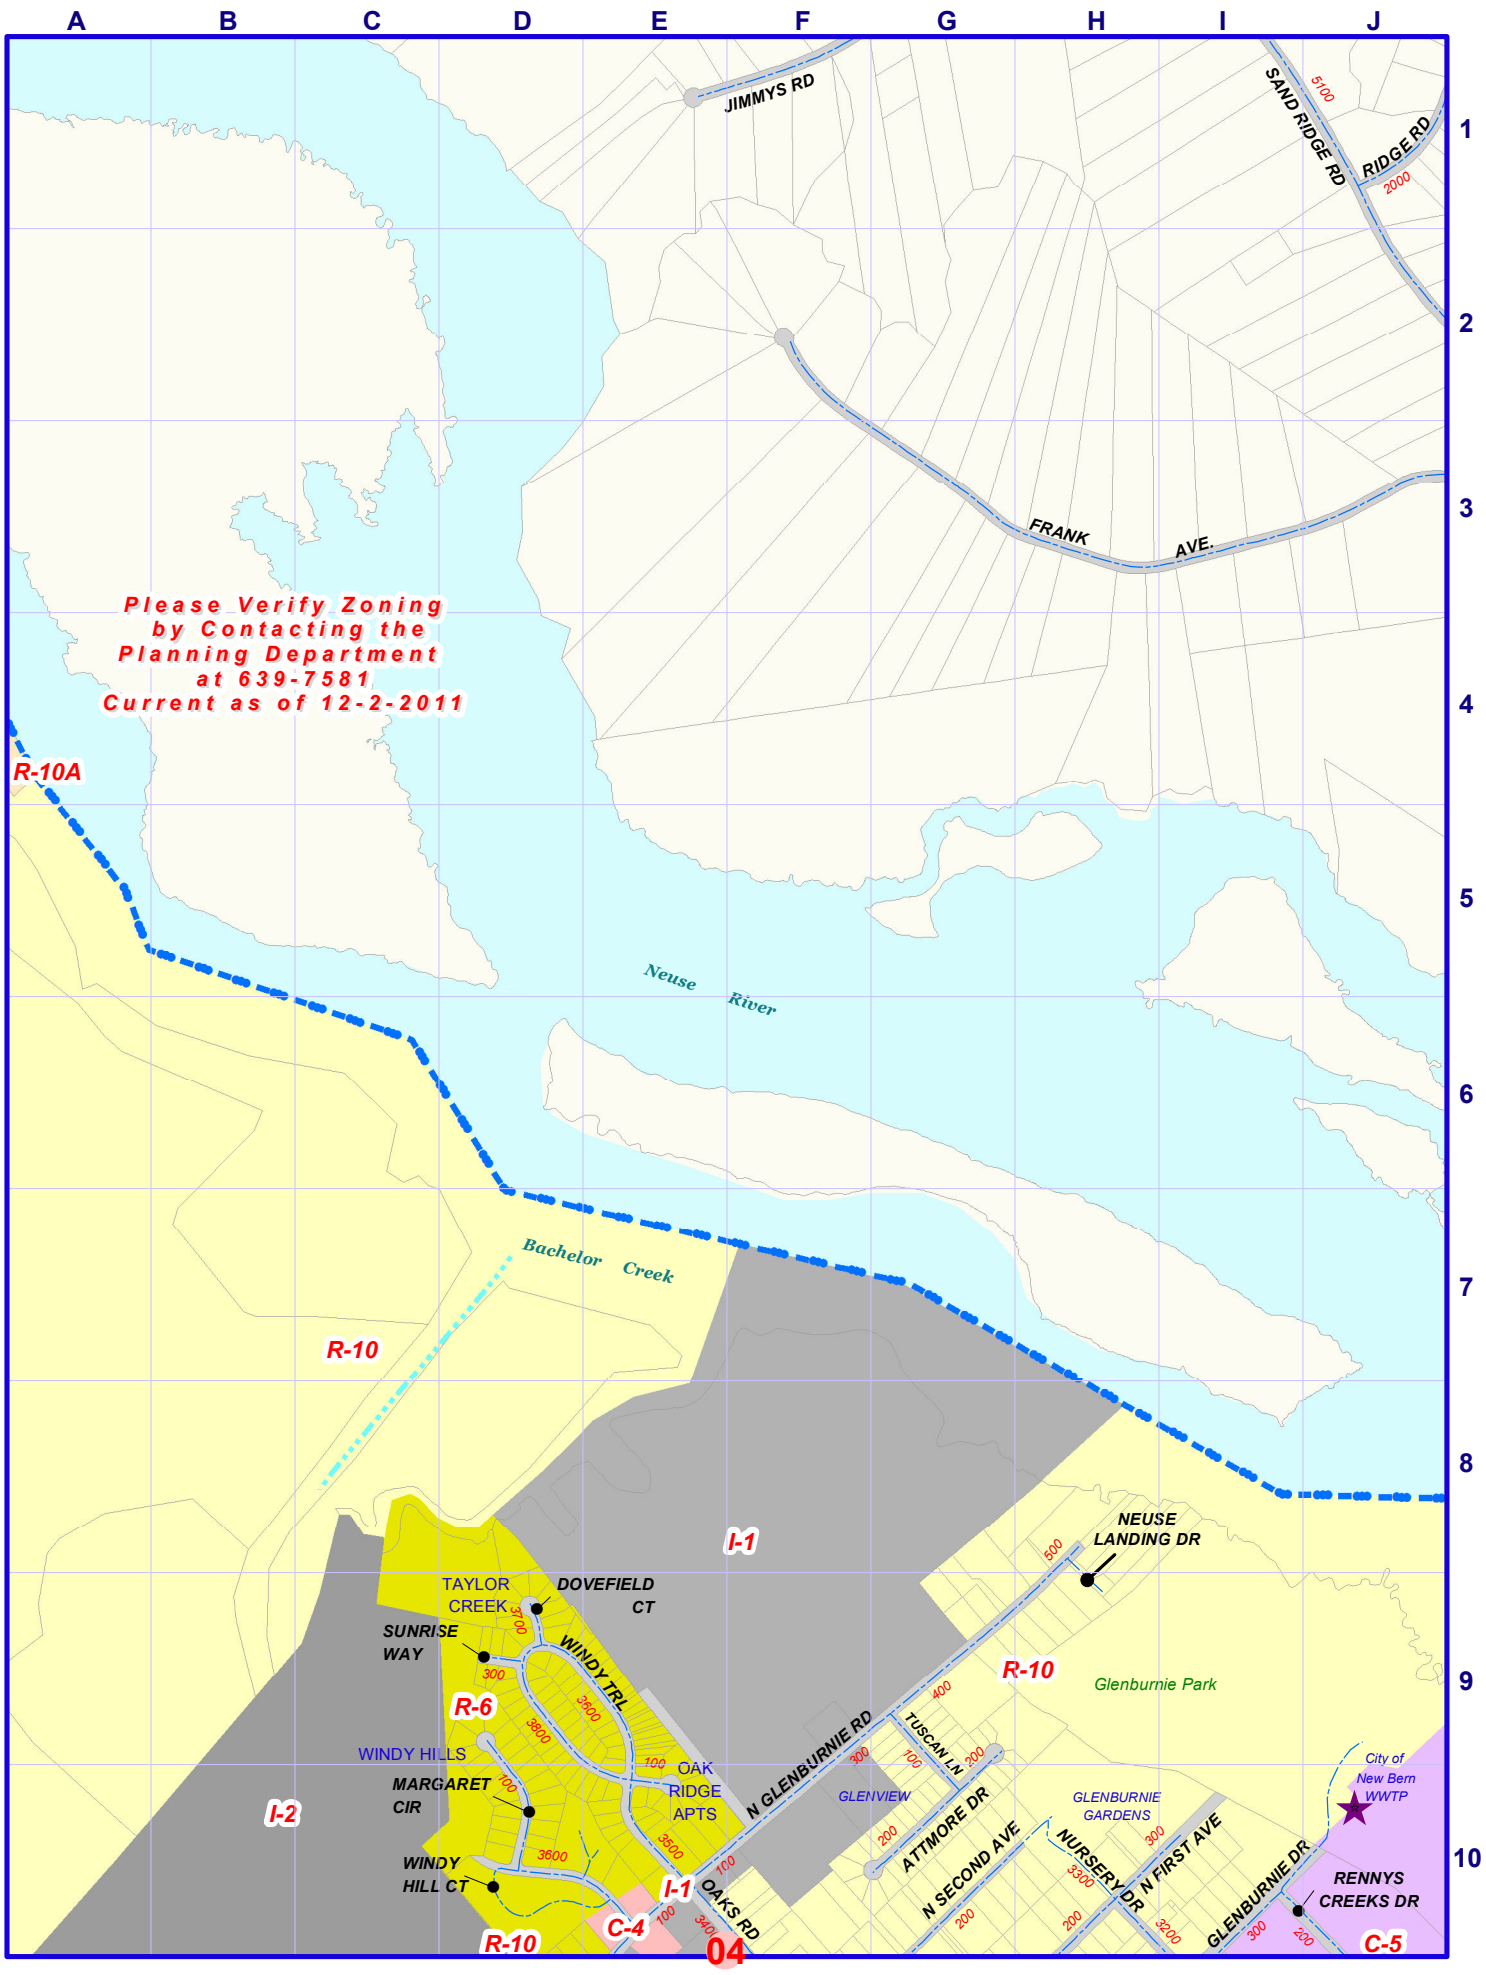 A B C D E F G H I J
JIMMYS RD
SAND RIDGE RD
5100
RIDGE RD
2000
1
2
3
FRANK
AVE.
Please Verify Zoning
by Contacting the
Planning Department
at 639-7581
Current as of 12-2-2011
4
R-10A
5
Neuse River
6
Bachelor Creek
7
R-10
8
I-1
NEUSE
LANDING DR
500
TAYLOR
CREEK
DOVEFIELD
CT
3700
SUNRISE
WAY
300
WINDY TRL
R-6
3600
3800
R-10
Glenburnie Park
400
9
N GLENBURNIE RD
300
TUSCAN LN
100
200
WINDY HILLS
100
100
OAK
RIDGE
APTS
MARGARET
CIR
I-2
GLENVIEW
GLENBURNIE
GARDENS
City of
New Bern
WWTP
ATTMORE DR
200
N SECOND AVE
200
NURSERY DR
3300
300
N FIRST AVE
200
3200
GLENBURNIE DR
300
10
3600
3500
WINDY
HILL CT
100
I-1
OAKS RD
100
340
C-4
R-10
04
RENNYS
CREEKS DR
200
C-5